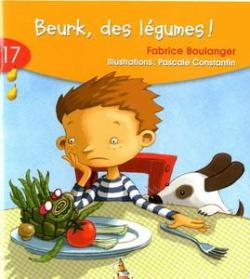 Beurk, des légumes !
17
Fabrice Boulanger
Illustrations : Pascale Constantin